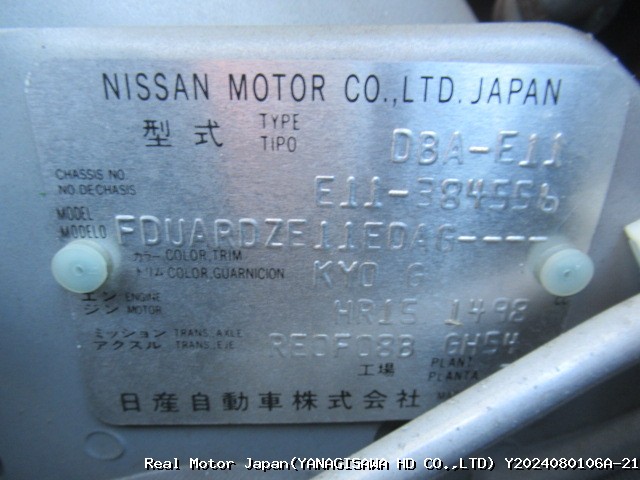 NISSAN MOTOR CO.,LTD. JAPAN
型式 TYPE TIPO DBA-E11
CHASSIS NO. NO.DECHASIS E11-384556
MODEL MODELO FDUARDZE11EDAG----
カラー COLOR,TRIM トリム COLOR,GUARNICION KY0 G
エンジン ENGINE MOTOR HR15 1498
ミッション TRANS.AXLE アクスル TRANS.EJE RE0F08B GH54
工場 PLANT PLANTA
日産自動車株式会社
Real Motor Japan(YANAGISAWA HD CO.,LTD) Y2024080106A-21